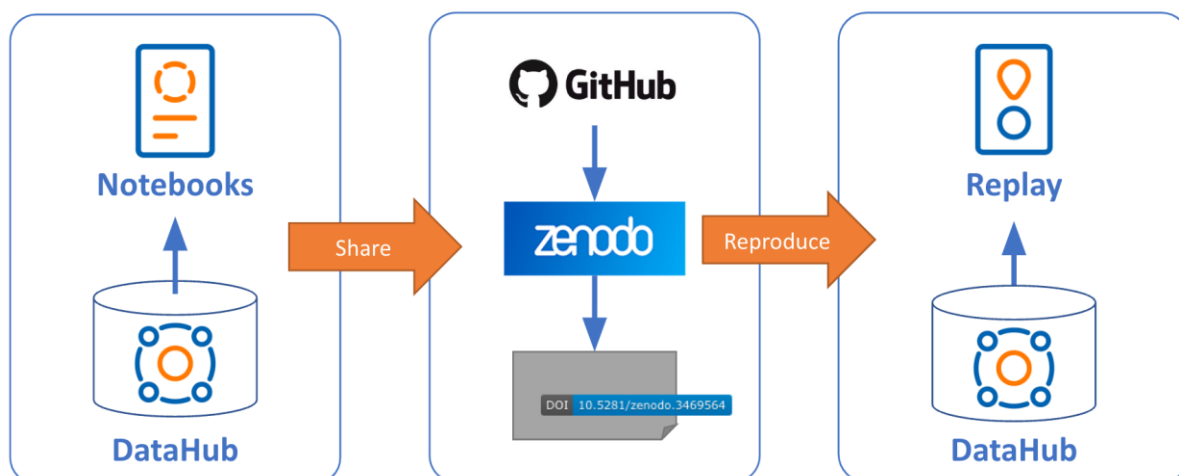 Notebooks
DataHub
Share
GitHub
zenodo
DOI 10.5281/zenodo.3469564
Reproduce
Replay
DataHub